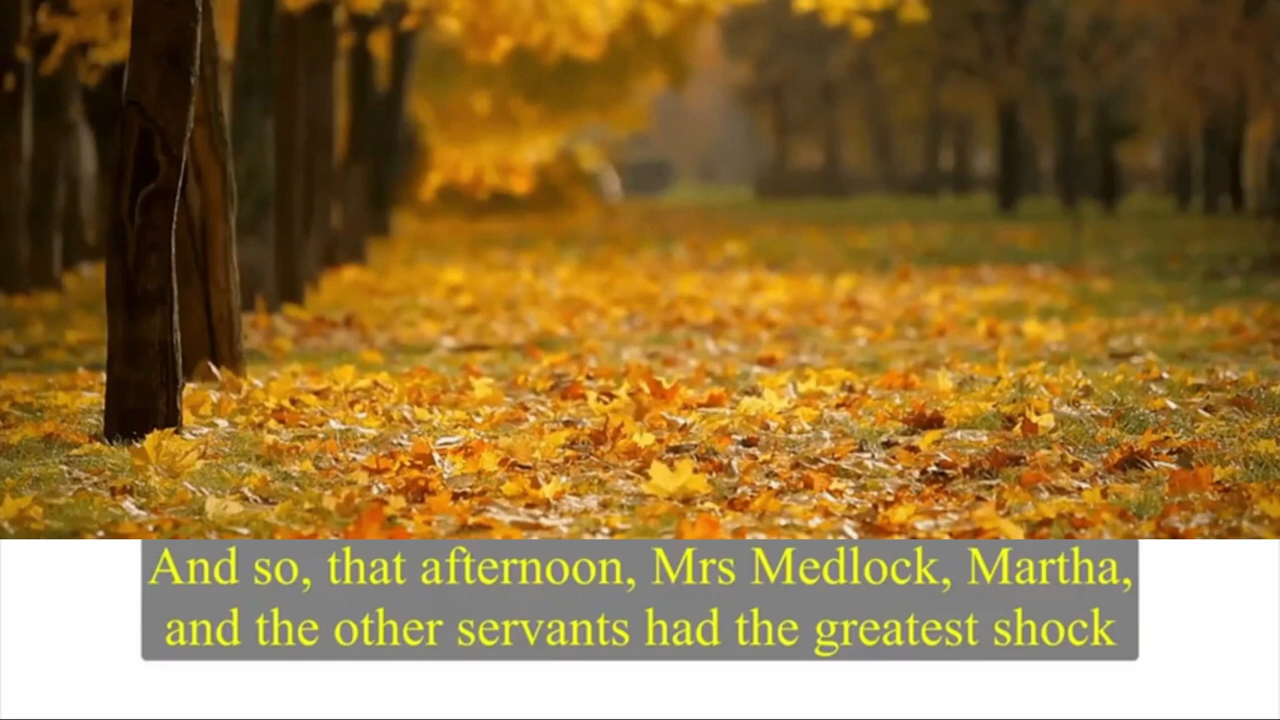 And so, that afternoon, Mrs Medlock, Martha,
and the other servants had the greatest shock